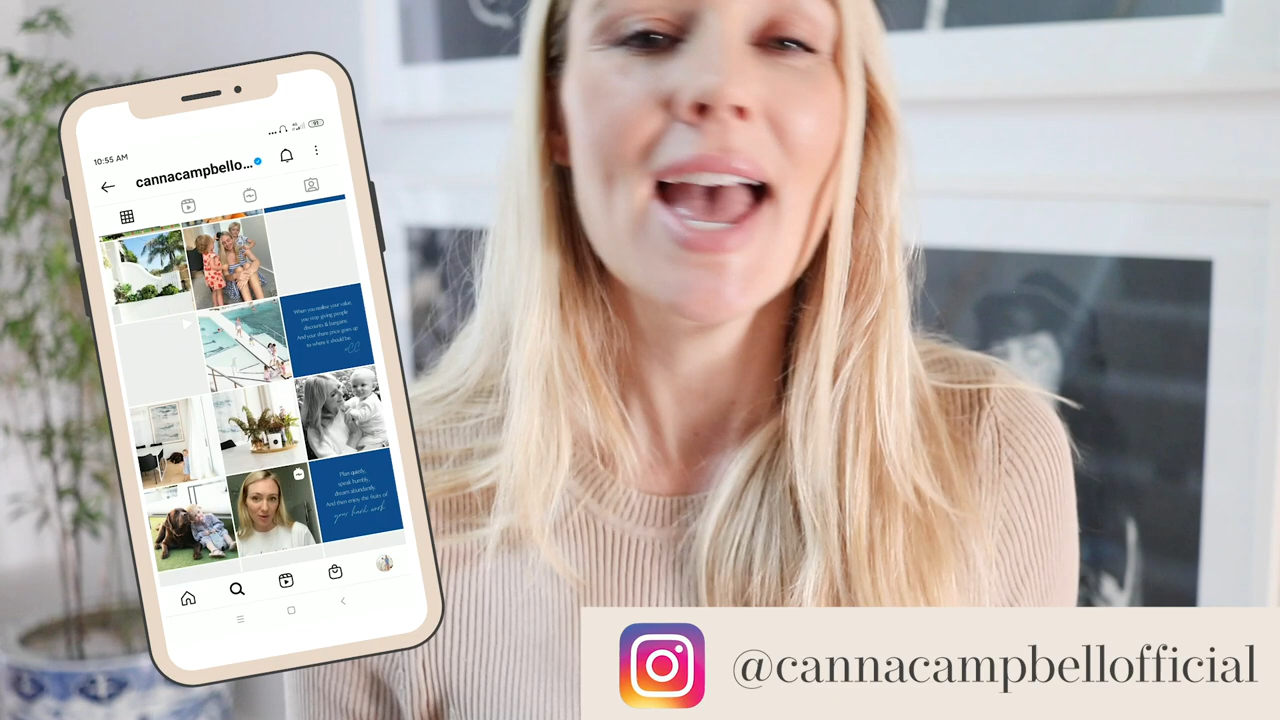 10:55 AM
91
cannacampbello...
When you realise your value,
you stop giving people
discounts & bargains.
And your share price goes up
to where it should be.
#CC
Plan quietly,
speak humbly,
dream abundantly.
And then enjoy the fruits of
your hard work
@cannacampbellofficial